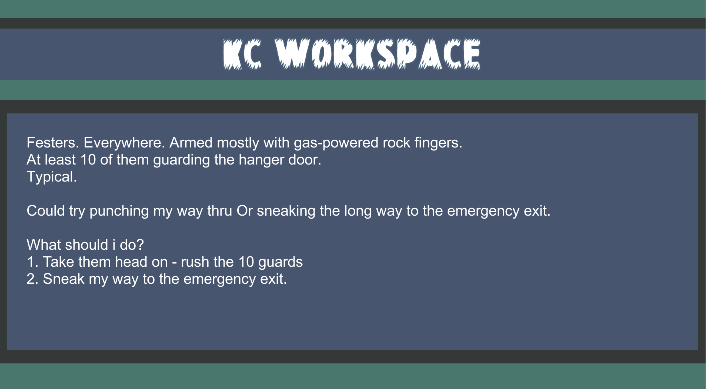 KC WORKSPACE
Festers. Everywhere. Armed mostly with gas-powered rock fingers.
At least 10 of them guarding the hanger door.
Typical.
Could try punching my way thru Or sneaking the long way to the emergency exit.
What should i do?
1. Take them head on - rush the 10 guards
2. Sneak my way to the emergency exit.